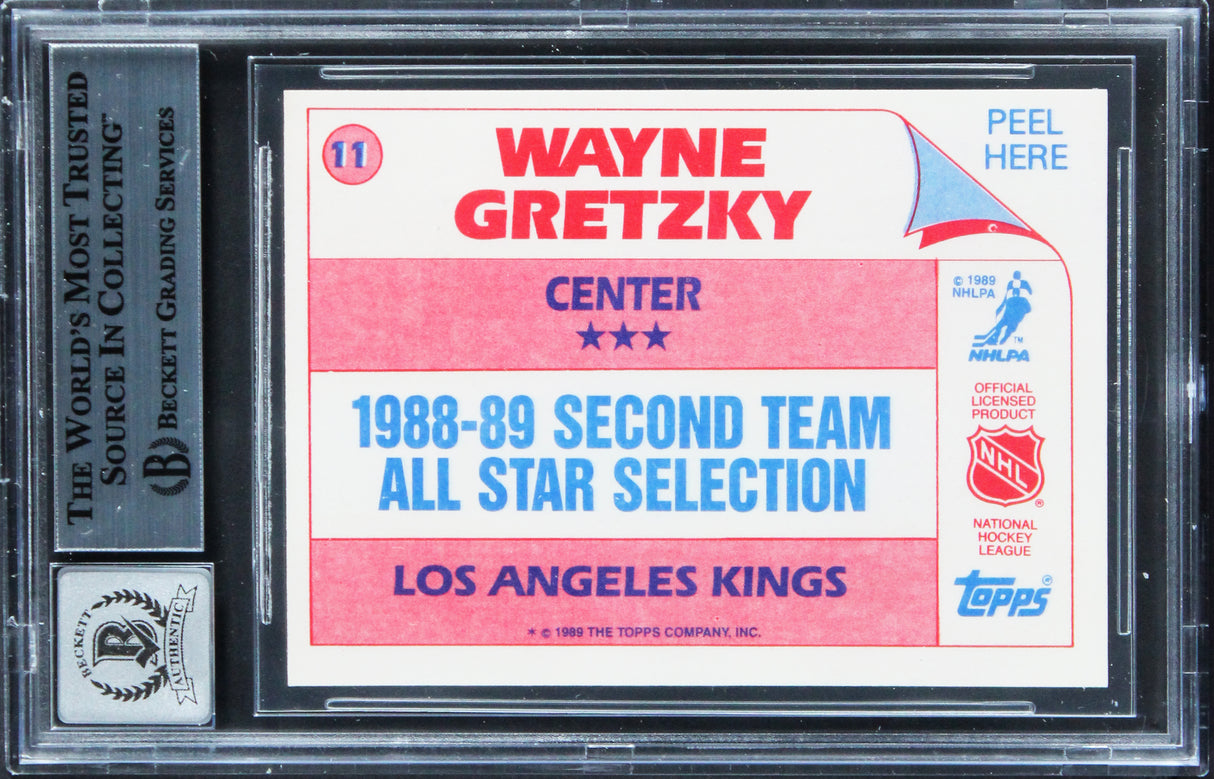 THE WORLD'S MOST TRUSTED
SOURCE IN COLLECTING™
B BECKETT GRADING SERVICES
BECKETT
B
AUTHENTIC
11
WAYNE
GRETZKY
PEEL
HERE
CENTER
★★★
1988-89 SECOND TEAM
ALL STAR SELECTION
LOS ANGELES KINGS
* © 1989 THE TOPPS COMPANY, INC.
© 1989
NHLPA
TM
NHLPA
OFFICIAL
LICENSED
PRODUCT
NHL®
NATIONAL
HOCKEY
LEAGUE
topps®